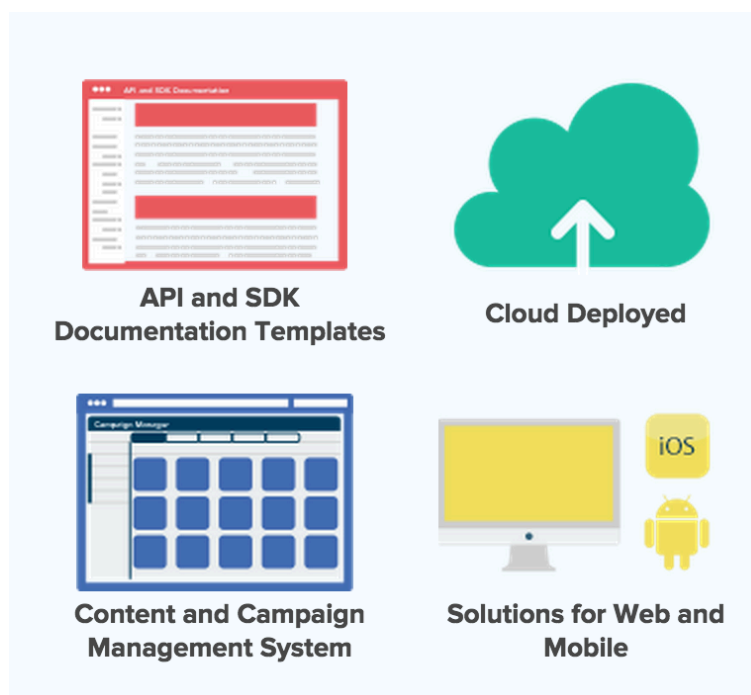 API and SDK Documentation
API and SDK
Documentation Templates
Cloud Deployed
Campaign Manager
Content and Campaign
Management System
iOS
Solutions for Web and
Mobile